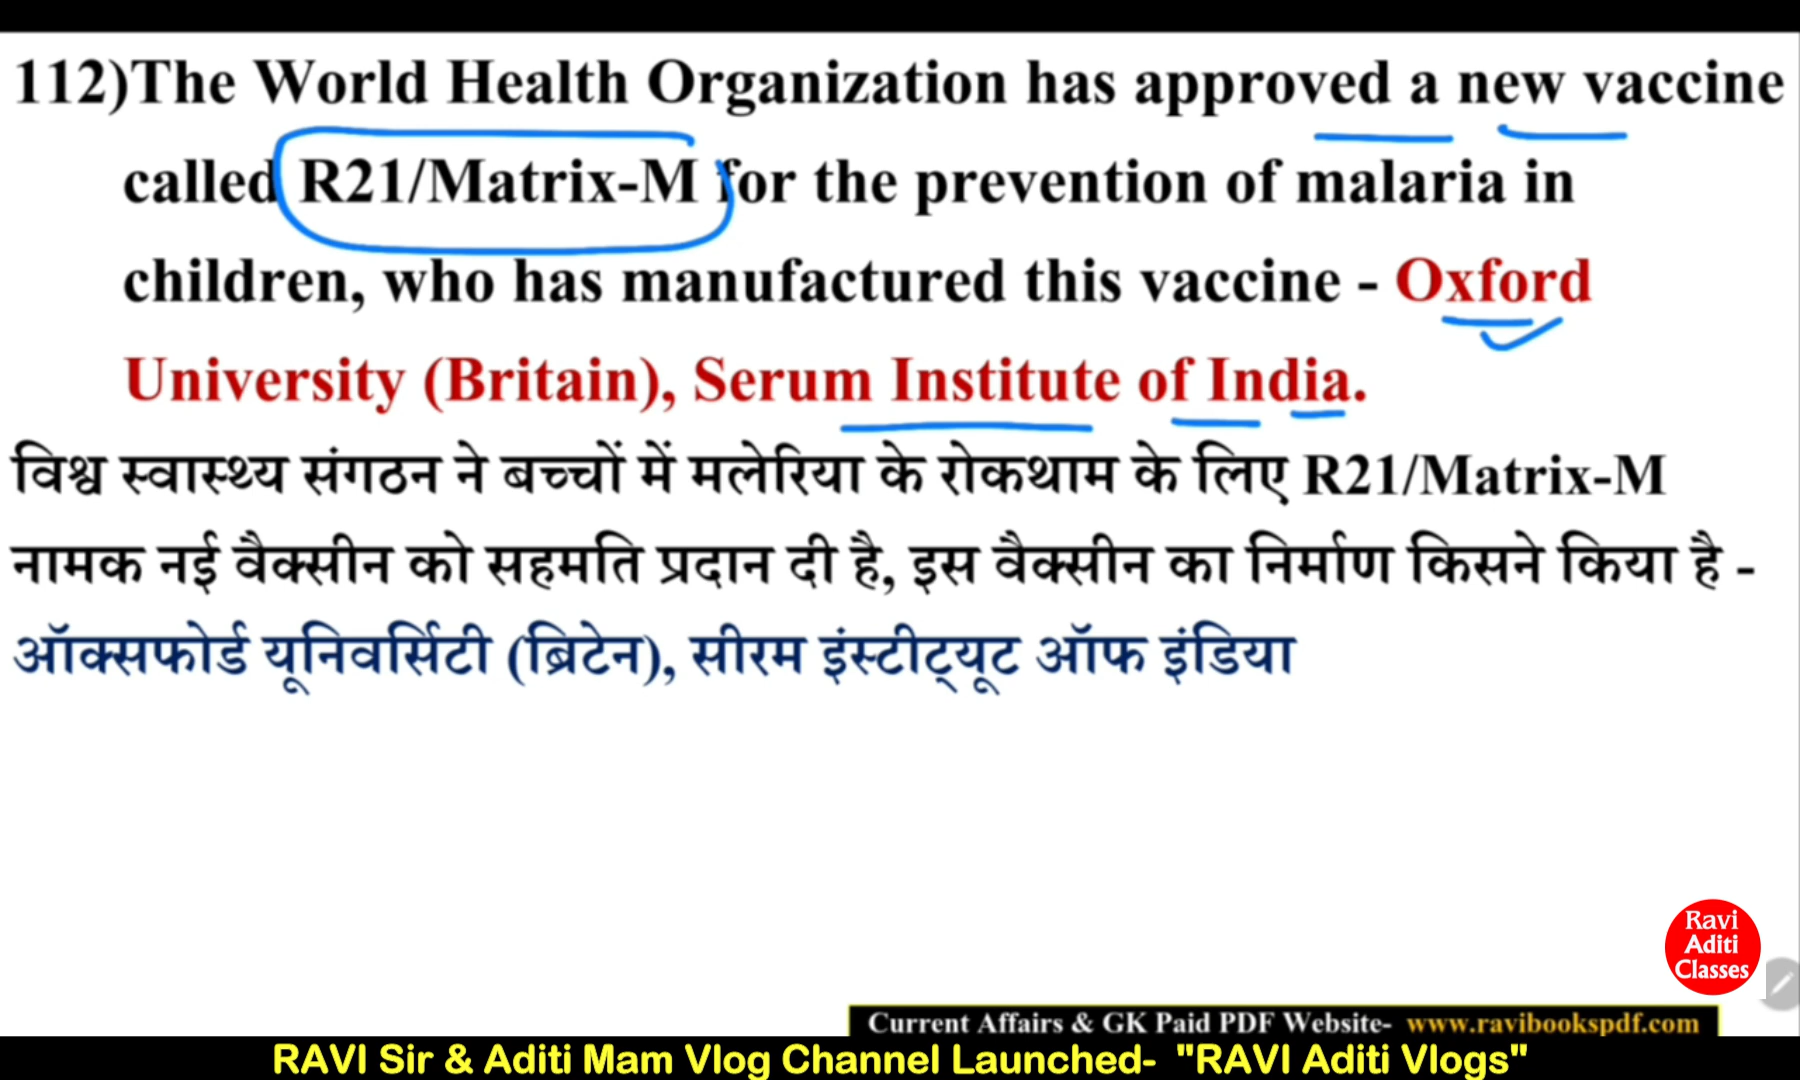 112)The World Health Organization has approved a new vaccine
called R21/Matrix-M for the prevention of malaria in
children, who has manufactured this vaccine - Oxford
University (Britain), Serum Institute of India.
विश्व स्वास्थ्य संगठन ने बच्चों में मलेरिया के रोकथाम के लिए R21/Matrix-M
नामक नई वैक्सीन को सहमति प्रदान दी है, इस वैक्सीन का निर्माण किसने किया है -
ऑक्सफोर्ड यूनिवर्सिटी (ब्रिटेन), सीरम इंस्टीट्यूट ऑफ इंडिया
Ravi
Aditi
Classes
Current Affairs & GK Paid PDF Website- www.ravibookspdf.com
RAVI Sir & Aditi Mam Vlog Channel Launched- "RAVI Aditi Vlogs"